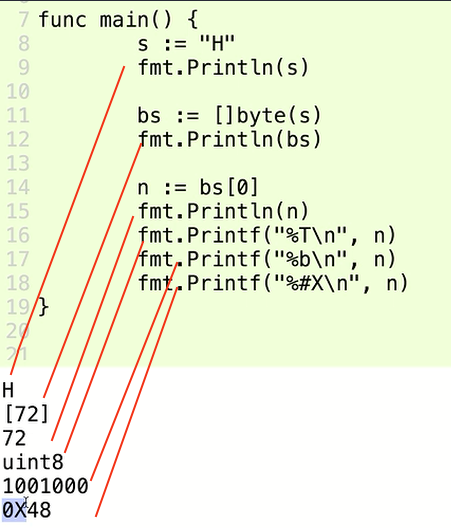 7 func main() {
8 s := "H"
9 fmt.Println(s)
10
11 bs := []byte(s)
12 fmt.Println(bs)
13
14 n := bs[0]
15 fmt.Println(n)
16 fmt.Printf("%T\n", n)
17 fmt.Printf("%b\n", n)
18 fmt.Printf("%#X\n", n)
19 }
20
21
H
[72]
72
uint8
1001000
0X48